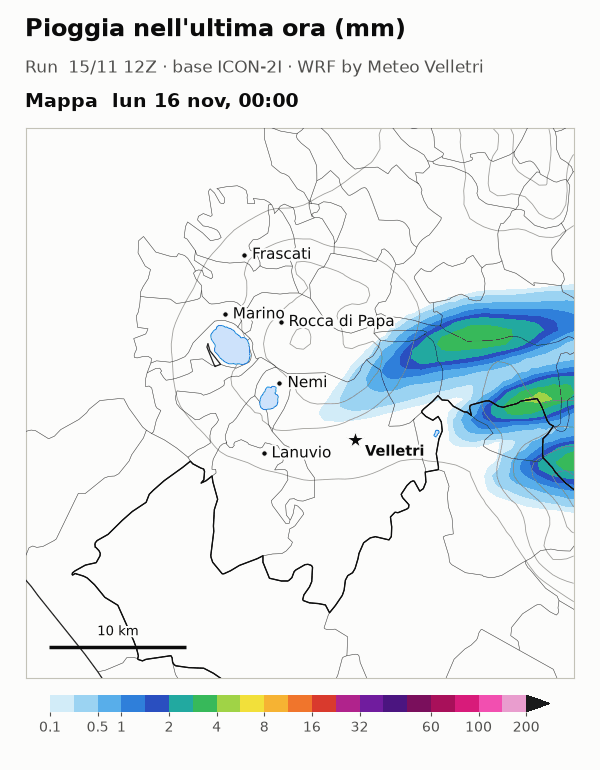 Pioggia nell'ultima ora (mm)
Run  15/11 12Z · base ICON-2I · WRF by Meteo Velletri
Mappa  lun 16 nov, 00:00
Frascati
Marino
Rocca di Papa
Nemi
Velletri
Lanuvio
10 km
0.1 0.5 1 2 4 8 16 32 60 100 200